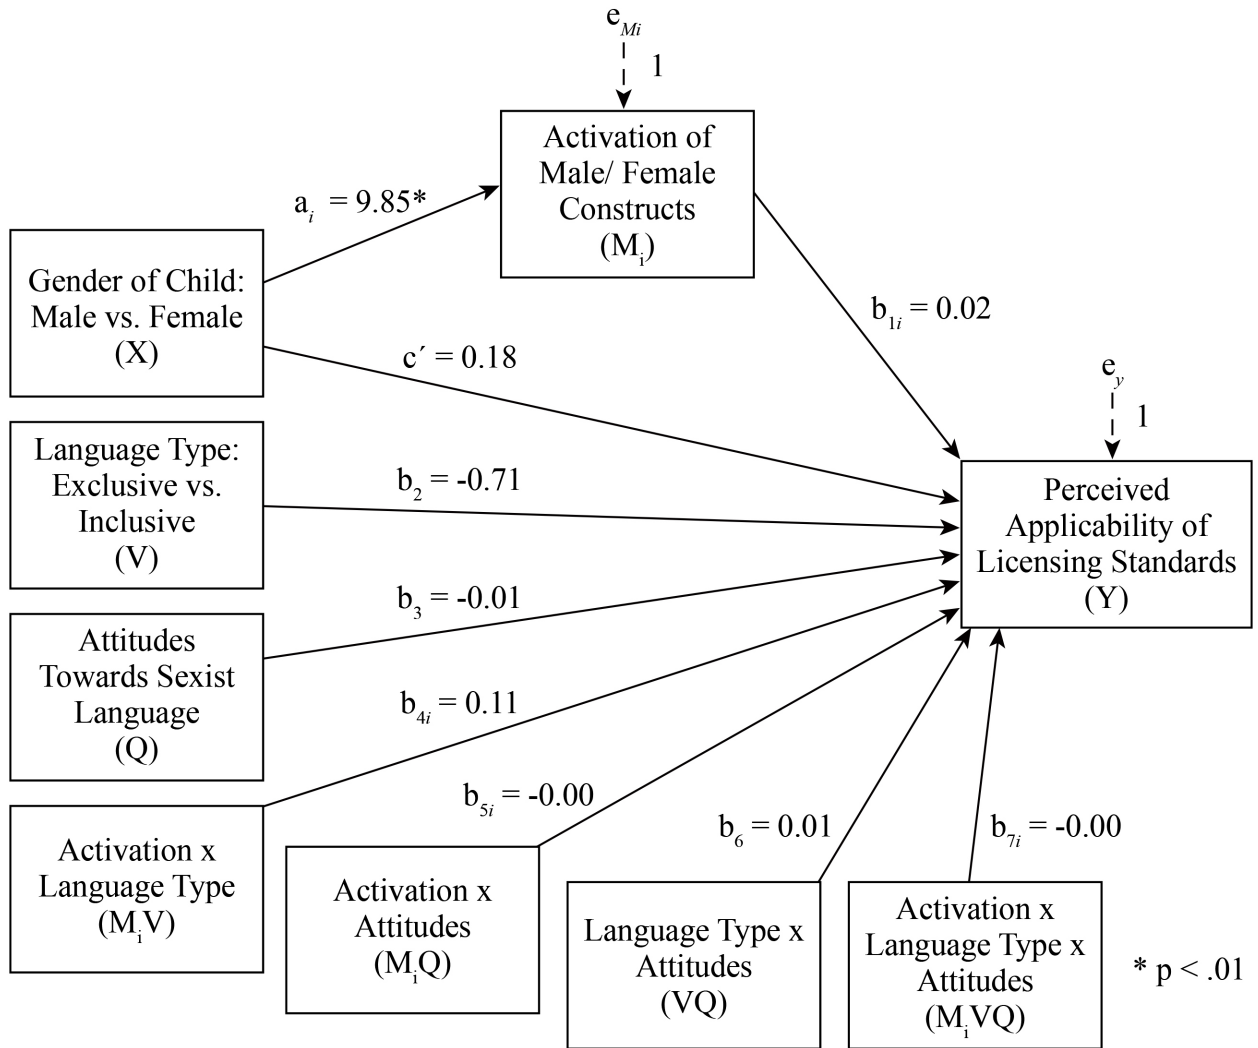 e_Mi
1
Activation of
Male/ Female
Constructs
(M_i)
a_i = 9.85*
Gender of Child:
Male vs. Female
(X)
b_1i = 0.02
c´ = 0.18
e_y
1
Language Type:
Exclusive vs.
Inclusive
(V)
b_2 = -0.71
Perceived
Applicability of
Licensing Standards
(Y)
b_3 = -0.01
Attitudes
Towards Sexist
Language
(Q)
b_4i = 0.11
b_5i = -0.00
b_6 = 0.01
b_7i = -0.00
Activation x
Language Type
(M_iV)
Activation x
Attitudes
(M_iQ)
Language Type x
Attitudes
(VQ)
Activation x
Language Type x
Attitudes
(M_iVQ)
* p < .01